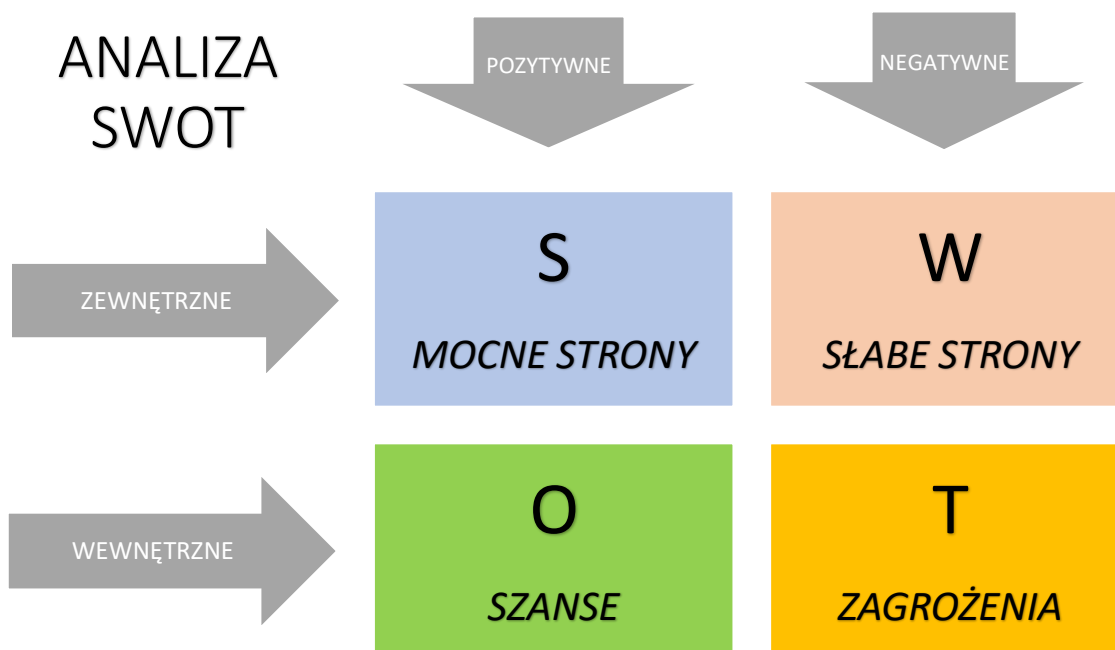 ANALIZA
SWOT
POZYTYWNE
NEGATYWNE
ZEWNĘTRZNE
S
MOCNE STRONY
W
SŁABE STRONY
WEWNĘTRZNE
O
SZANSE
T
ZAGROŻENIA